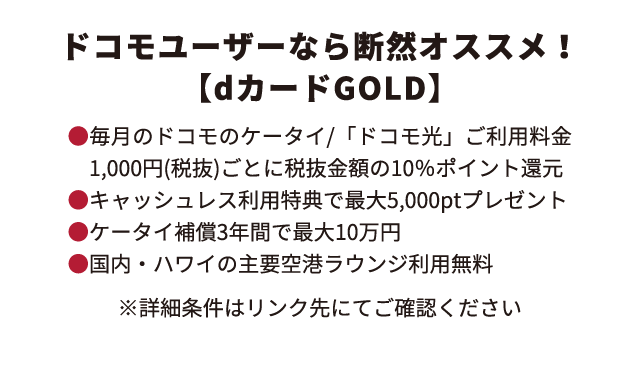 ドコモユーザーなら断然オススメ！
【dカードGOLD】
●毎月のドコモのケータイ/「ドコモ光」ご利用料金
1,000円(税抜)ごとに税抜金額の10%ポイント還元
●キャッシュレス利用特典で最大5,000ptプレゼント
●ケータイ補償3年間で最大10万円
●国内・ハワイの主要空港ラウンジ利用無料
※詳細条件はリンク先にてご確認ください